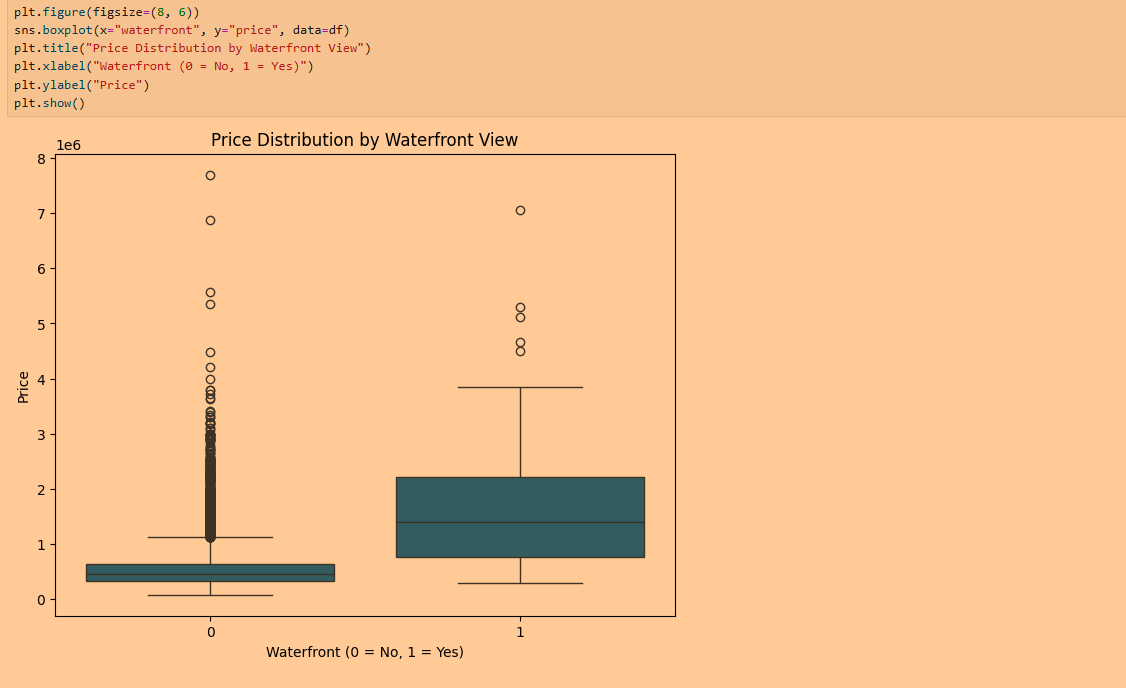 plt.figure(figsize=(8, 6))
sns.boxplot(x="waterfront", y="price", data=df)
plt.title("Price Distribution by Waterfront View")
plt.xlabel("Waterfront (0 = No, 1 = Yes)")
plt.ylabel("Price")
plt.show()
Price Distribution by Waterfront View
1e6
8
7
6
5
4
3
2
1
0
Price
0 1
Waterfront (0 = No, 1 = Yes)